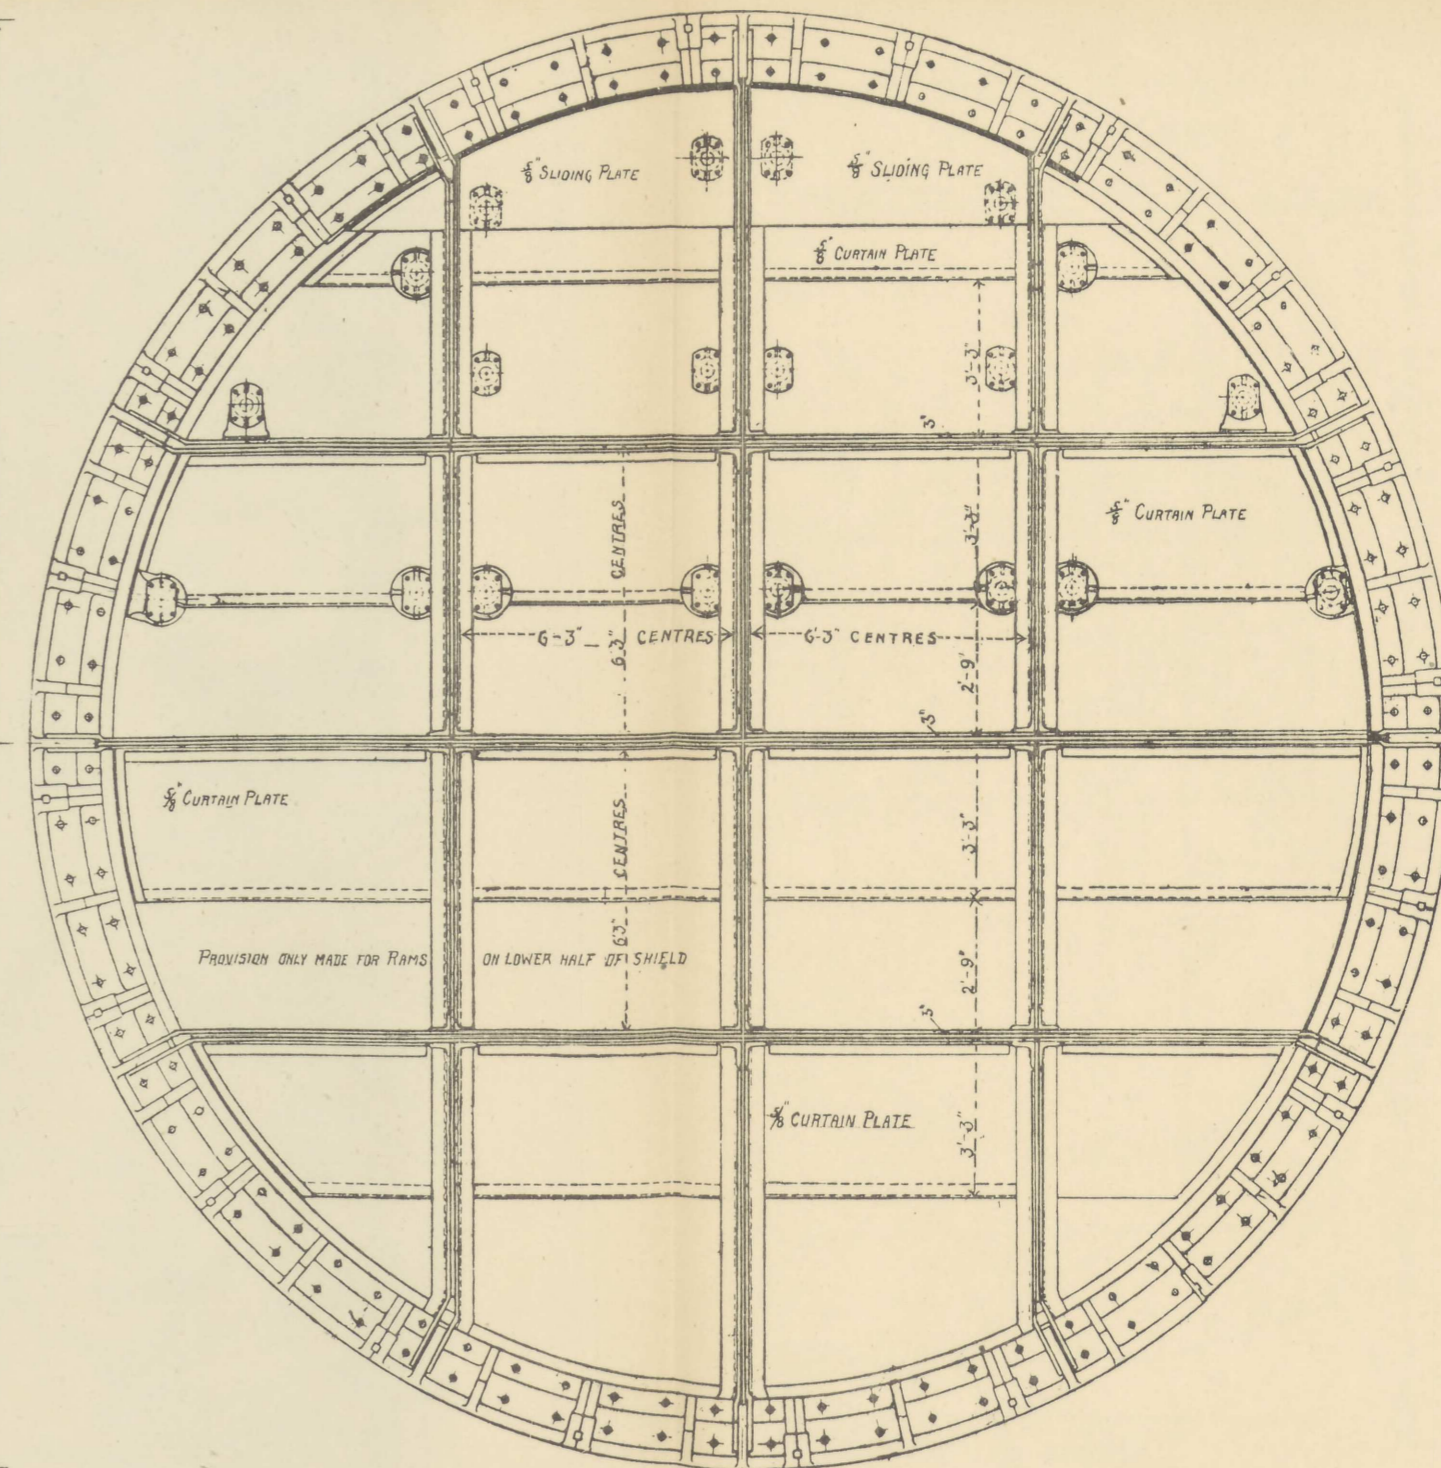 5/8" SLIDING PLATE
5/8" SLIDING PLATE
5/8" CURTAIN PLATE
3'-3"
3"
5/8" CURTAIN PLATE
CENTRES
3'-3"
6-3" CENTRES
6'3"
6'-3" CENTRES
2'-9'
3"
5/8" CURTAIN PLATE
CENTRES
3'-3"
PROVISION ONLY MADE FOR RAMS ON LOWER HALF OF SHIELD
6'3"
2'-9"
3"
5/8" CURTAIN PLATE
3'-3"